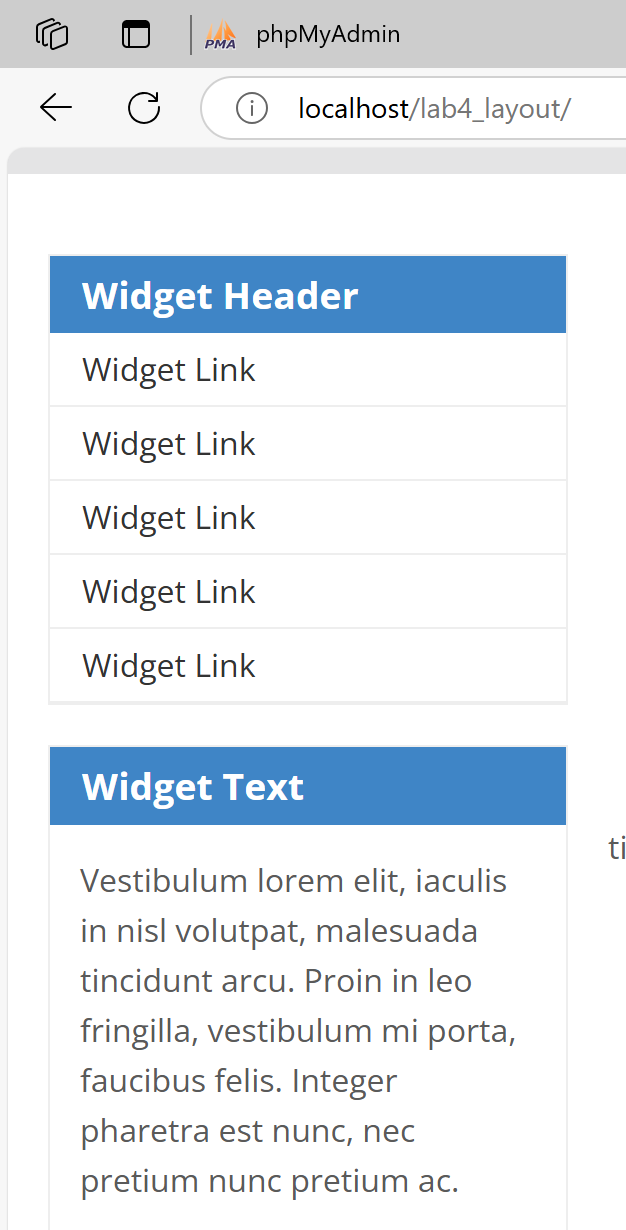 PMA phpMyAdmin
localhost/lab4_layout/
Widget Header
Widget Link
Widget Link
Widget Link
Widget Link
Widget Link
Widget Text
ti
Vestibulum lorem elit, iaculis
in nisl volutpat, malesuada
tincidunt arcu. Proin in leo
fringilla, vestibulum mi porta,
faucibus felis. Integer
pharetra est nunc, nec
pretium nunc pretium ac.